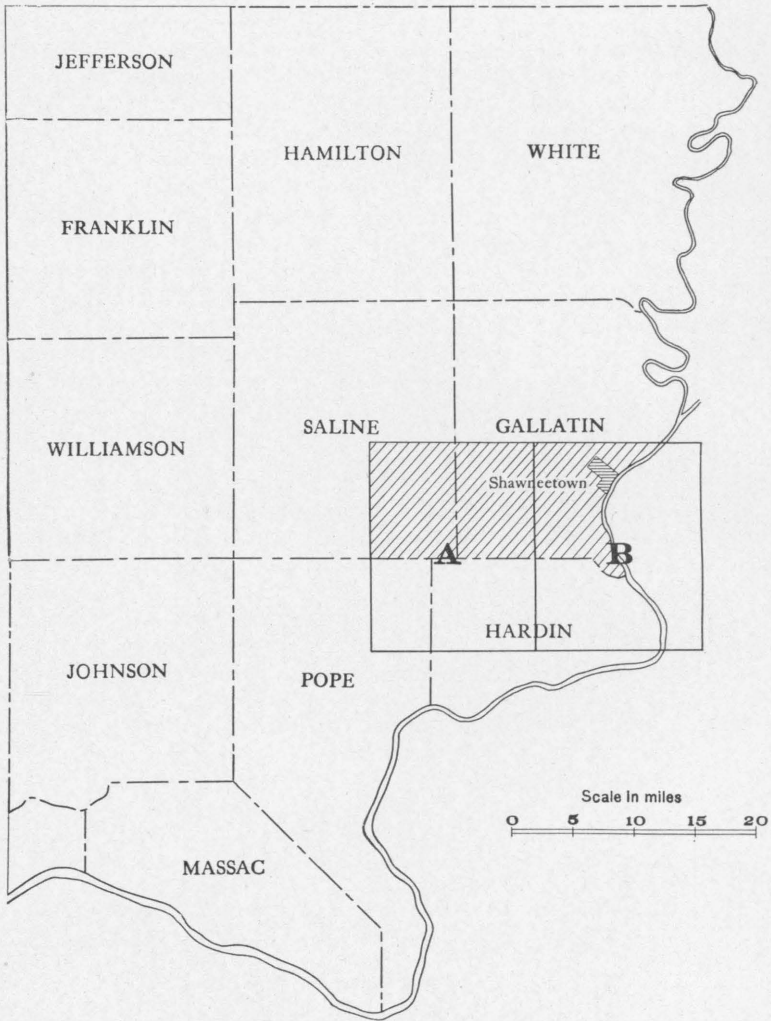 JEFFERSON
HAMILTON
WHITE
FRANKLIN
SALINE
GALLATIN
WILLIAMSON
Shawneetown
A
B
HARDIN
JOHNSON
POPE
Scale In miles
0 5 10 15 20
MASSAC